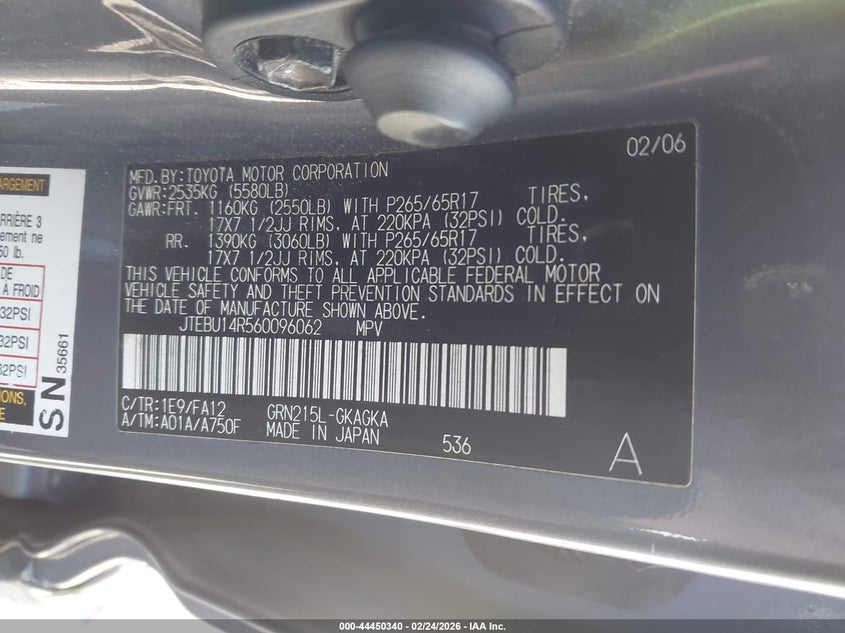 02/06
MFD. BY: TOYOTA MOTOR CORPORATION
GVWR: 2535KG (5580LB)
GAWR: FRT. 1160KG (2550LB) WITH P265/65R17 TIRES,
17X7 1/2JJ RIMS, AT 220KPA (32PSI) COLD.
RR. 1390KG (3060LB) WITH P265/65R17 TIRES,
17X7 1/2JJ RIMS, AT 220KPA (32PSI) COLD.
THIS VEHICLE CONFORMS TO ALL APPLICABLE FEDERAL MOTOR
VEHICLE SAFETY AND THEFT PREVENTION STANDARDS IN EFFECT ON
THE DATE OF MANUFACTURE SHOWN ABOVE.
JTEBU14R560096062 MPV
C/TR: 1E9/FA12 GRN215L-GKAGKA
A/TM: A01A/A750F MADE IN JAPAN 536
A
ARRIÈRE 3
ne
lb.
DE
À FROID
32PSI
32PSI
32PSI
SN 35661
000-44450340 - 02/24/2026 - IAA Inc.